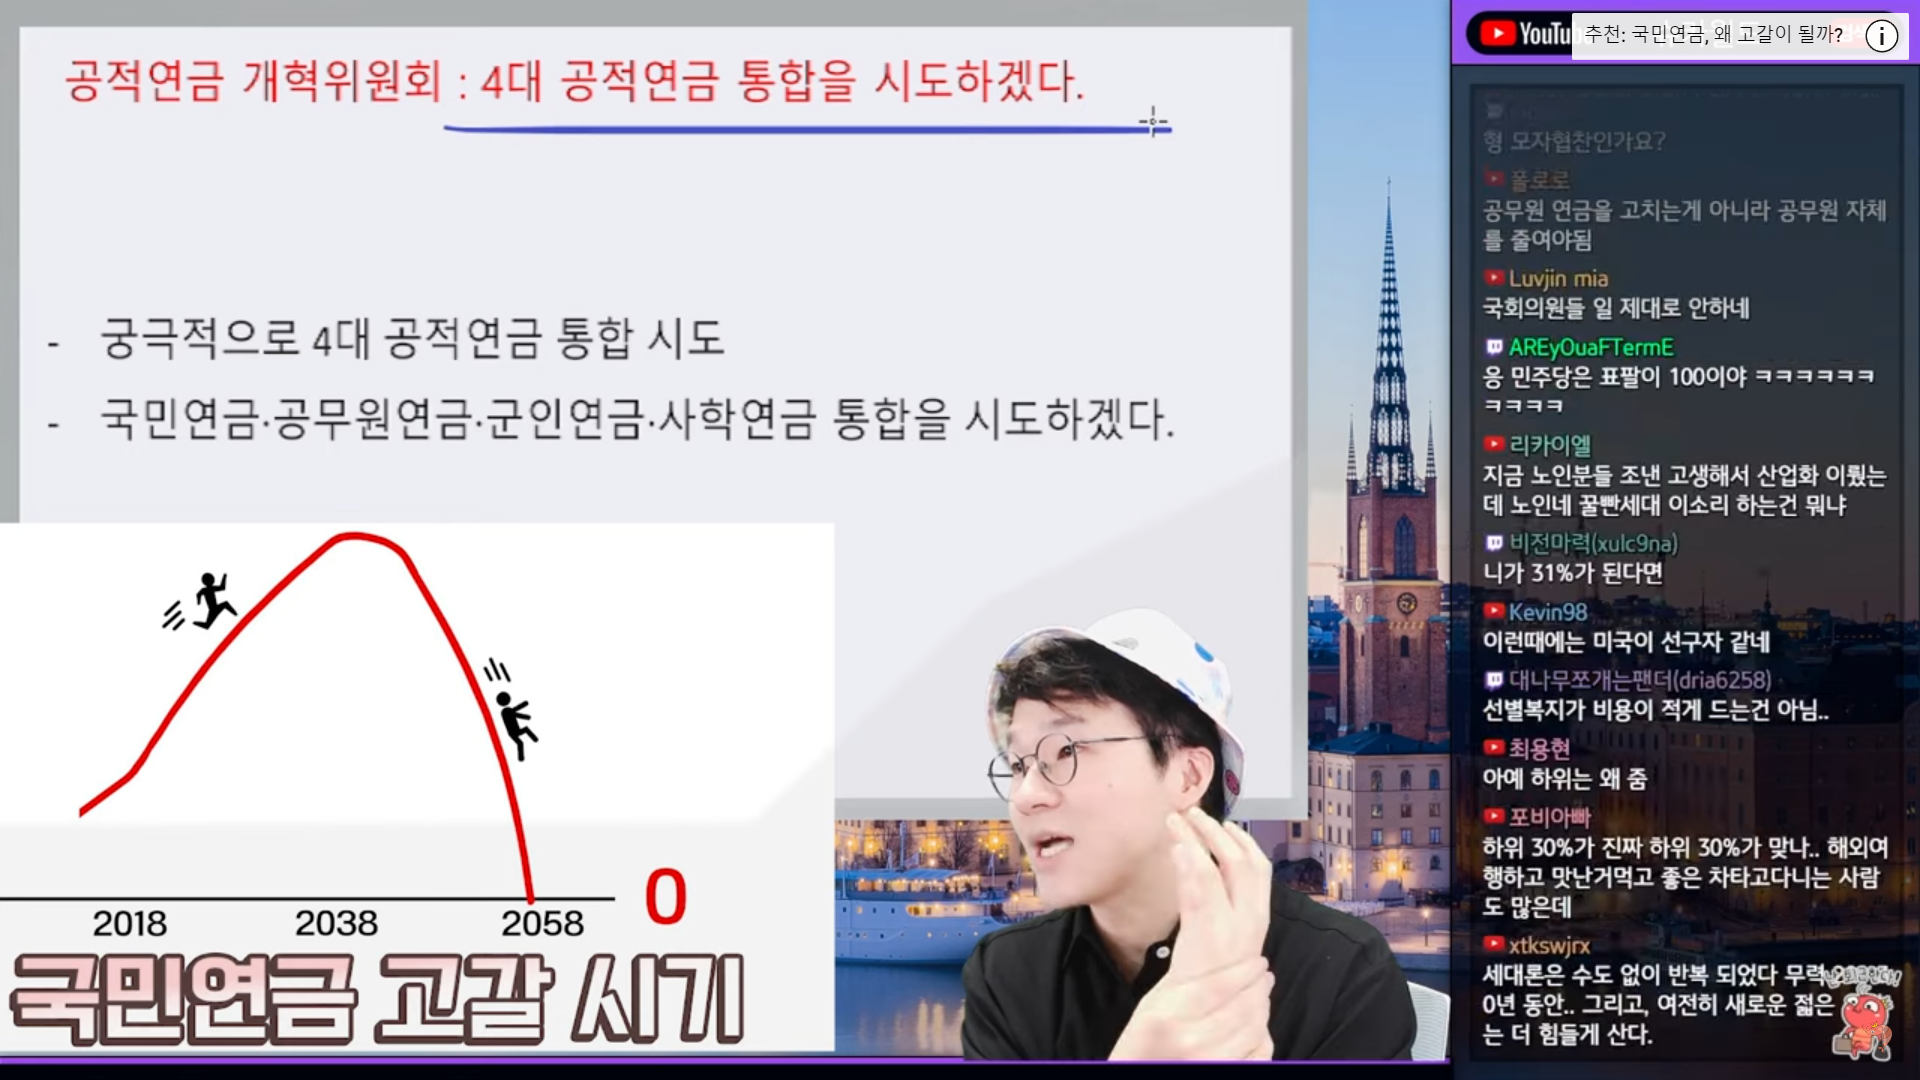 공적연금 개혁위원회 : 4대 공적연금 통합을 시도하겠다.
- 궁극적으로 4대 공적연금 통합 시도
- 국민연금·공무원연금·군인연금·사학연금 통합을 시도하겠다.
0
2018 2038 2058
국민연금 고갈 시기
YouTu
추천: 국민연금, 왜 고갈이 될까?
형 모자협찬인가요?
폴로로
공무원 연금을 고치는게 아니라 공무원 자체
를 줄여야됨
Luvjin mia
국회의원들 일 제대로 안하네
AREyOuaFTermE
응 민주당은 표팔이 100이야 ㅋㅋㅋㅋㅋㅋ
ㅋㅋㅋㅋ
리카이엘
지금 노인분들 조낸 고생해서 산업화 이뤘는
데 노인네 꿀빤세대 이소리 하는건 뭐냐
비전마력(xulc9na)
니가 31%가 된다면
Kevin98
이런때에는 미국이 선구자 같네
대나무쪼개는팬더(dria6258)
선별복지가 비용이 적게 드는건 아님..
최용현
아예 하위는 왜 줌
포비아빠
하위 30%가 진짜 하위 30%가 맞나.. 해외여
행하고 맛난거먹고 좋은 차타고다니는 사람
도 많은데
xtkswjrx
세대론은 수도 없이 반복 되었다 무력
0년 동안.. 그리고, 여전히 새로운 젊은
는 더 힘들게 산다.